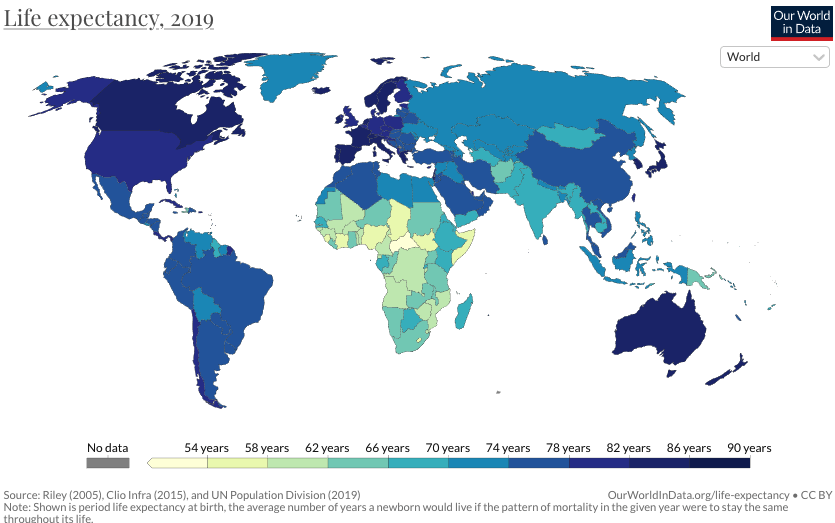 Life expectancy, 2019
Our World
in Data
World
No data
54 years
58 years
62 years
66 years
70 years
74 years
78 years
82 years
86 years
90 years
Source: Riley (2005), Clio Infra (2015), and UN Population Division (2019)
OurWorldInData.org/life-expectancy • CC BY
Note: Shown is period life expectancy at birth, the average number of years a newborn would live if the pattern of mortality in the given year were to stay the same
throughout its life.